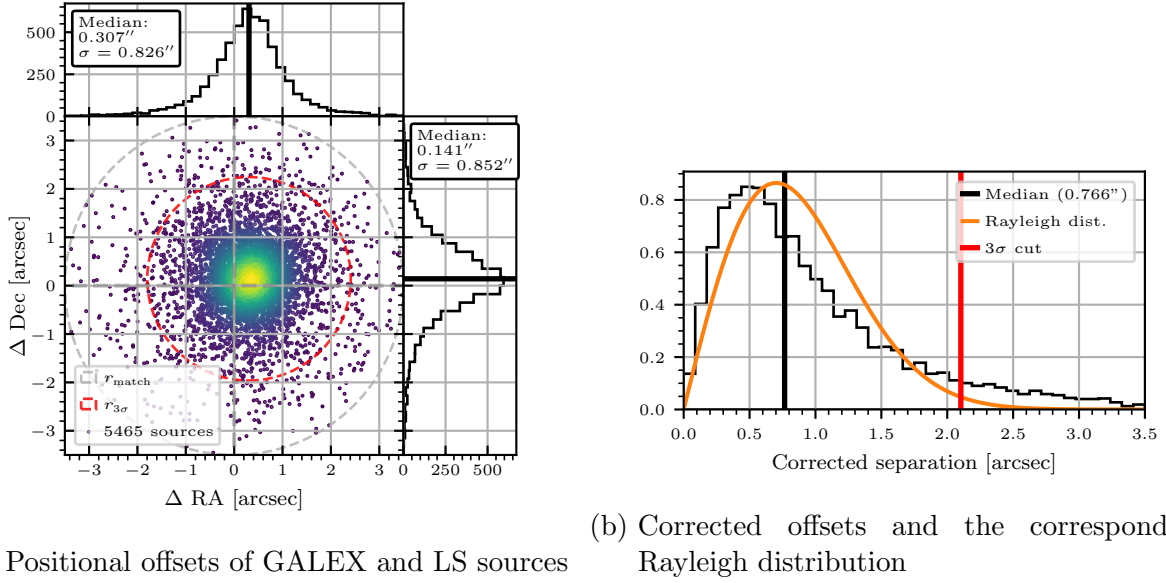 Median:
0.307″
σ = 0.826″
500
250
0
Median:
0.141″
σ = 0.852″
3
2
1
0
−1
−2
−3
Δ Dec [arcsec]
r_match
r_3σ
5465 sources
−3 −2 −1 0 1 2 3
0 500
Δ RA [arcsec]
Positional offsets of GALEX and LS sources
0.8
0.6
0.4
0.2
0.0
Median (0.766”)
Rayleigh dist.
3σ cut
0.0 0.5 1.0 1.5 2.0 2.5 3.0 3.5
Corrected separation [arcsec]
(b) Corrected offsets and the correspond
Rayleigh distribution